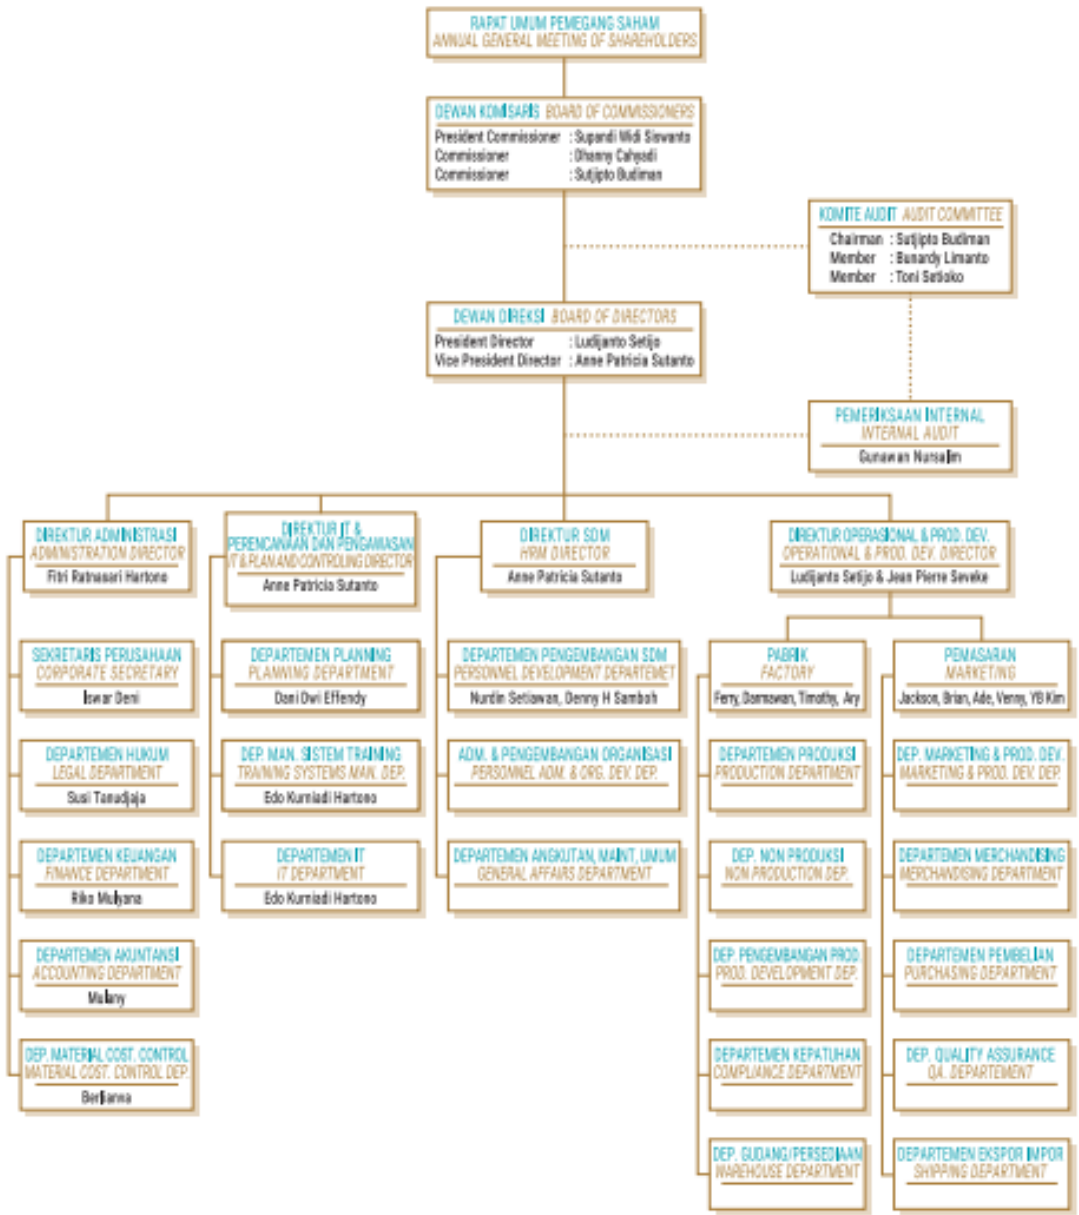 RAPAT UMUM PEMEGANG SAHAM
ANNUAL GENERAL MEETING OF SHAREHOLDERS
DEWAN KOMISARIS BOARD OF COMMISSIONERS
President Commissioner : Supandi Widi Siswanto
Commissioner : Dhanny Cahyadi
Commissioner : Sutjipto Budiman
KOMITE AUDIT AUDIT COMMITTEE
Chairman : Sutjipto Budiman
Member : Bunardy Limanto
Member : Toni Setioko
DEWAN DIREKSI BOARD OF DIRECTORS
President Director : Ludijanto Setijo
Vice President Director : Anne Patricia Sutanto
PEMERIKSAAN INTERNAL
INTERNAL AUDIT
Gunawan Nursalim
DIREKTUR ADMINISTRASI
ADMINISTRATION DIRECTOR
Fitri Ratnasari Hartono
DIREKTUR IT &
PERENCANAAN DAN PENGAWASAN
IT & PLAN AND CONTROLING DIRECTOR
Anne Patricia Sutanto
DIREKTUR SDM
HRM DIRECTOR
Anne Patricia Sutanto
DIREKTUR OPERASIONAL & PROD. DEV.
OPERATIONAL & PROD. DEV. DIRECTOR
Ludijanto Setijo & Jean Pierre Seveke
SEKRETARIS PERUSAHAAN
CORPORATE SECRETARY
Iswar Deni
DEPARTEMEN PLANNING
PLANNING DEPARTMENT
Dani Dwi Effendy
DEPARTEMEN PENGEMBANGAN SDM
PERSONNEL DEVELOPMENT DEPARTEMET
Nurdin Setiawan, Denny H Samboh
PABRIK
FACTORY
Ferry, Darmawan, Timothy, Ary
PEMASARAN
MARKETING
Jackson, Brian, Ade, Venny, YB Kim
DEPARTEMEN HUKUM
LEGAL DEPARTMENT
Susi Tanudjaja
DEP. MAN. SISTEM TRAINING
TRAINING SYSTEMS MAN. DEP.
Edo Kurniadi Hartono
ADM. & PENGEMBANGAN ORGANISASI
PERSONNEL ADM. & ORG. DEV. DEP.
DEPARTEMEN PRODUKSI
PRODUCTION DEPARTMENT
DEP. MARKETING & PROD. DEV.
MARKETING & PROD. DEV. DEP.
DEPARTEMEN KEUANGAN
FINANCE DEPARTMENT
Riko Mulyana
DEPARTEMEN IT
IT DEPARTMENT
Edo Kurniadi Hartono
DEPARTEMEN ANGKUTAN, MAINT, UMUM
GENERAL AFFAIRS DEPARTMENT
DEP. NON PRODUKSI
NON PRODUCTION DEP.
DEPARTEMEN MERCHANDISING
MERCHANDISING DEPARTMENT
DEPARTEMEN AKUNTANSI
ACCOUNTING DEPARTMENT
Mulany
DEP. PENGEMBANGAN PROD.
PROD. DEVELOPMENT DEP.
DEPARTEMEN PEMBELIAN
PURCHASING DEPARTMENT
DEP. MATERIAL COST. CONTROL
MATERIAL COST. CONTROL DEP.
Berlianwa
DEPARTEMEN KEPATUHAN
COMPLIANCE DEPARTMENT
DEP. QUALITY ASSURANCE
QA. DEPARTEMENT
DEP. GUDANG/PERSEDIAAN
WAREHOUSE DEPARTMENT
DEPARTEMEN EKSPOR IMPOR
SHIPPING DEPARTMENT